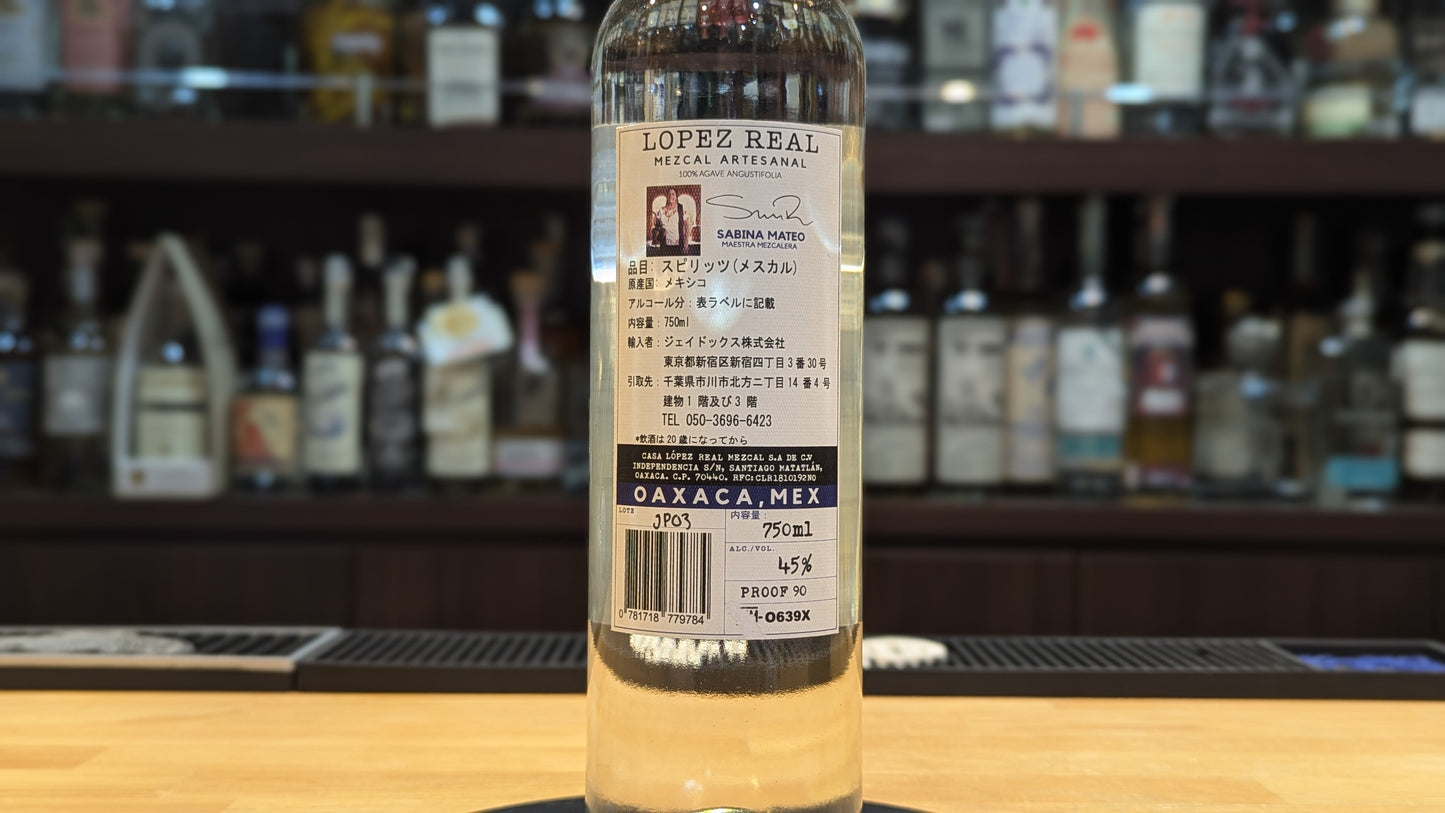 LOPEZ REAL
MEZCAL ARTESANAL
100% AGAVE ANGUSTIFOLIA
SABINA MATEO
MAESTRA MEZCALERA
品目: スピリッツ(メスカル)
原産国: メキシコ
アルコール分：表ラベルに記載
内容量：750ml
輸入者：ジェイドックス株式会社
東京都新宿区新宿四丁目3番30号
引取先：千葉県市川市北方二丁目14番4号
建物1階及び3階
TEL 050-3696-6423
*飲酒は20歳になってから
CASA LÓPEZ REAL MEZCAL S.A DE C.V.
INDEPENDENCIA S/N, SANTIAGO MATATLÁN,
OAXACA. C.P. 70440. RFC:CLR1810192N0
OAXACA,MEX
LOTE
JP03
内容量：
750ml
ALC./VOL.
45%
PROOF 90
-O639X
0 781718 779784